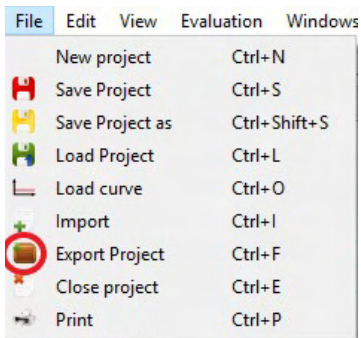 File Edit View Evaluation Windows
New project Ctrl+N
Save Project Ctrl+S
Save Project as Ctrl+Shift+S
Load Project Ctrl+L
Load curve Ctrl+O
Import Ctrl+I
Export Project Ctrl+F
Close project Ctrl+E
Print Ctrl+P